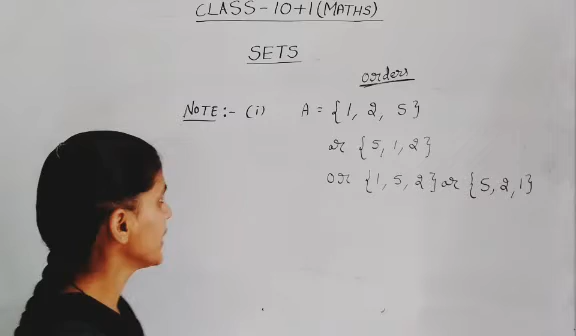 CLASS-10+1(MATHS)
SETS
orders
NOTE:- (i) A = {1, 2, 5}
or {5, 1, 2}
or {1, 5, 2} or {5, 2, 1}